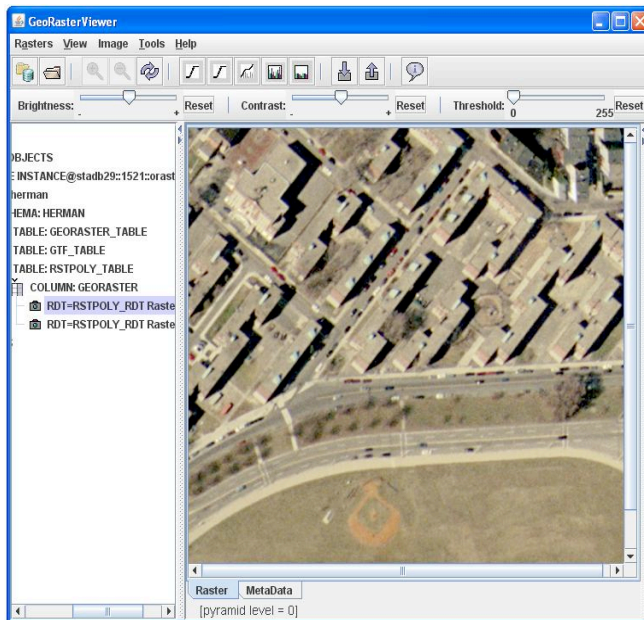 GeoRasterViewer
Rasters View Image Tools Help
Brightness: - + Reset Contrast: - + Reset Threshold: 0 255 Reset
OBJECTS
E INSTANCE@stadb29::1521::orast
herman
HEMA: HERMAN
TABLE: GEORASTER_TABLE
TABLE: GTF_TABLE
TABLE: RSTPOLY_TABLE
COLUMN: GEORASTER
RDT=RSTPOLY_RDT Raste
RDT=RSTPOLY_RDT Raste
Raster MetaData
[pyramid level = 0]